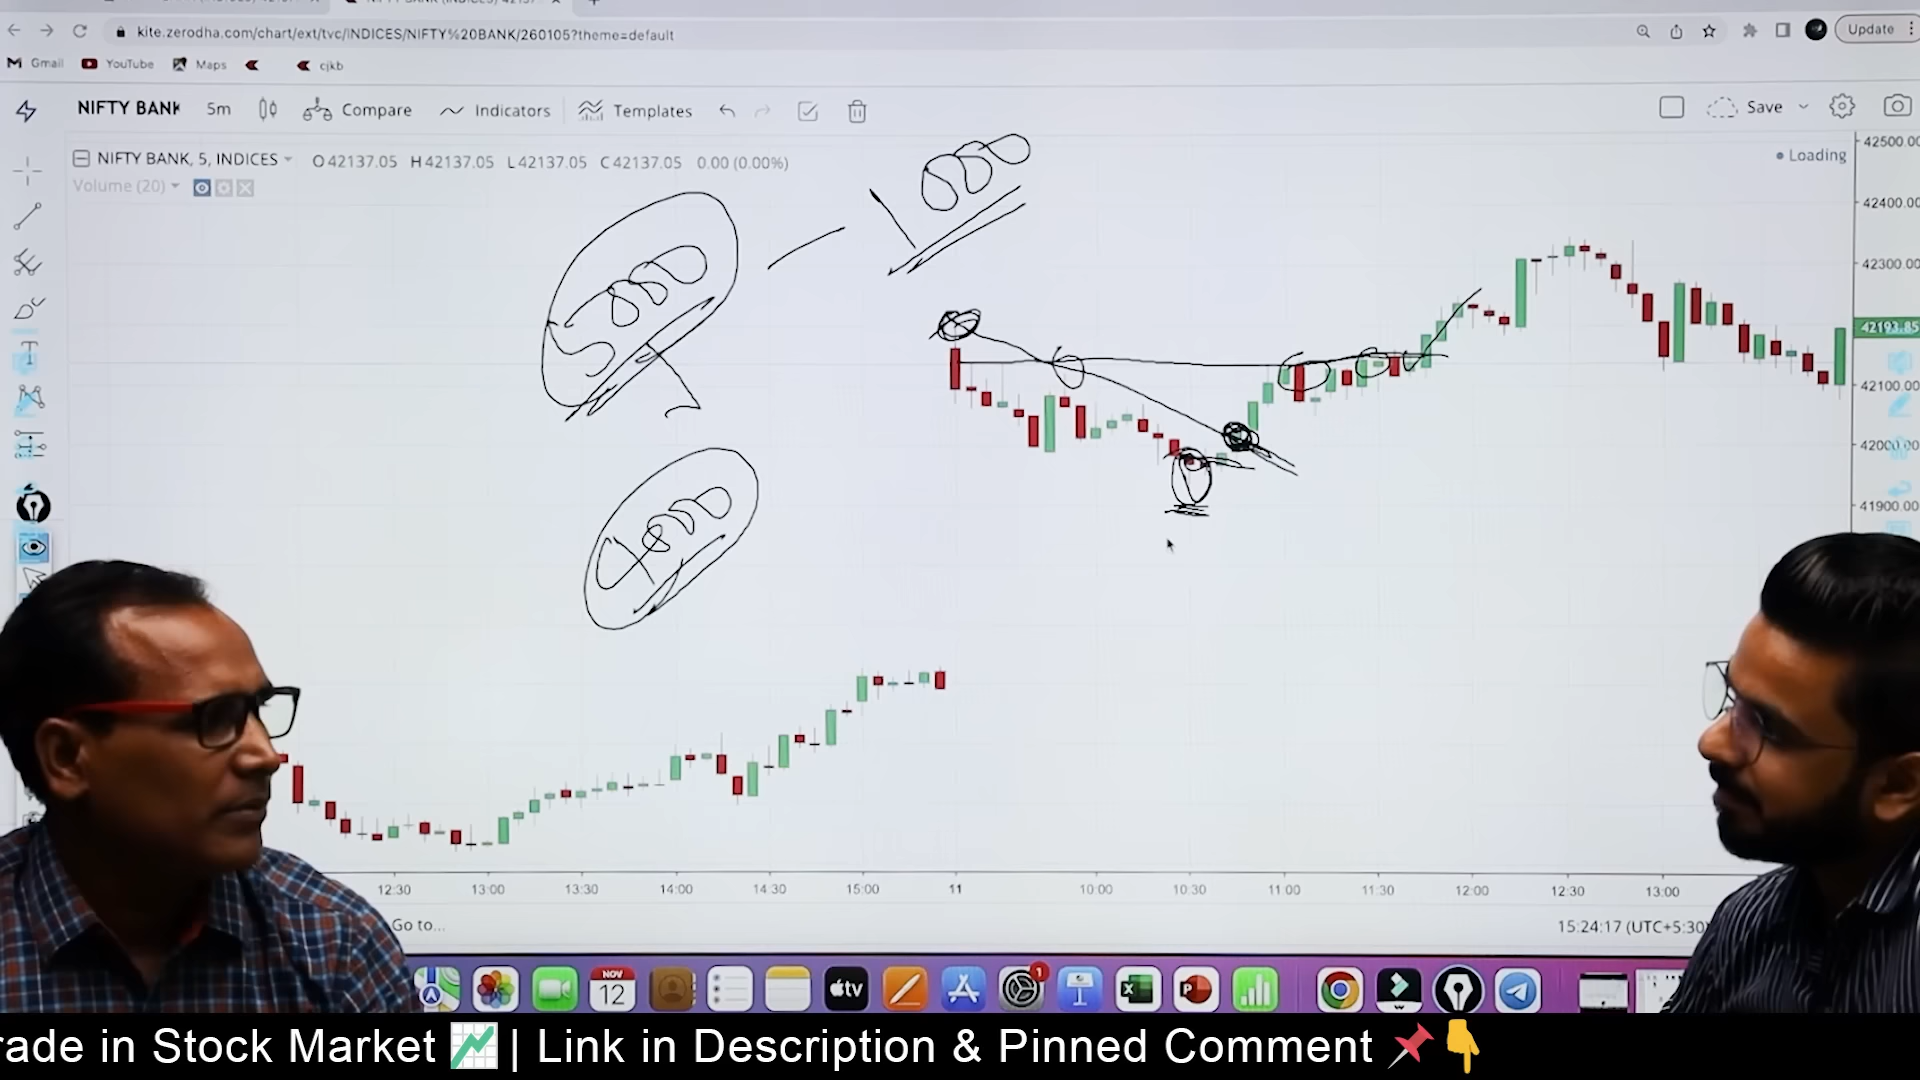 kite.zerodha.com/chart/ext/tvc/INDICES/NIFTY%20BANK/260105?theme=default
Update
Gmail YouTube Maps cjkb
NIFTY BANK 5m Compare Indicators Templates Save
NIFTY BANK, 5, INDICES O42137.05 H42137.05 L42137.05 C42137.05 0.00 (0.00%)
Volume (20)
Loading
42500.00
42400.00
42300.00
42193.85
42100.00
42000.00
41900.00
5000 - 1000
4000
12:30 13:00 13:30 14:00 14:30 15:00 11 10:00 10:30 11:00 11:30 12:00 12:30 13:00
Go to...
15:24:17 (UTC+5:30)
NOV
12
tv
1
rade in Stock Market 📈 | Link in Description & Pinned Comment 📌👇